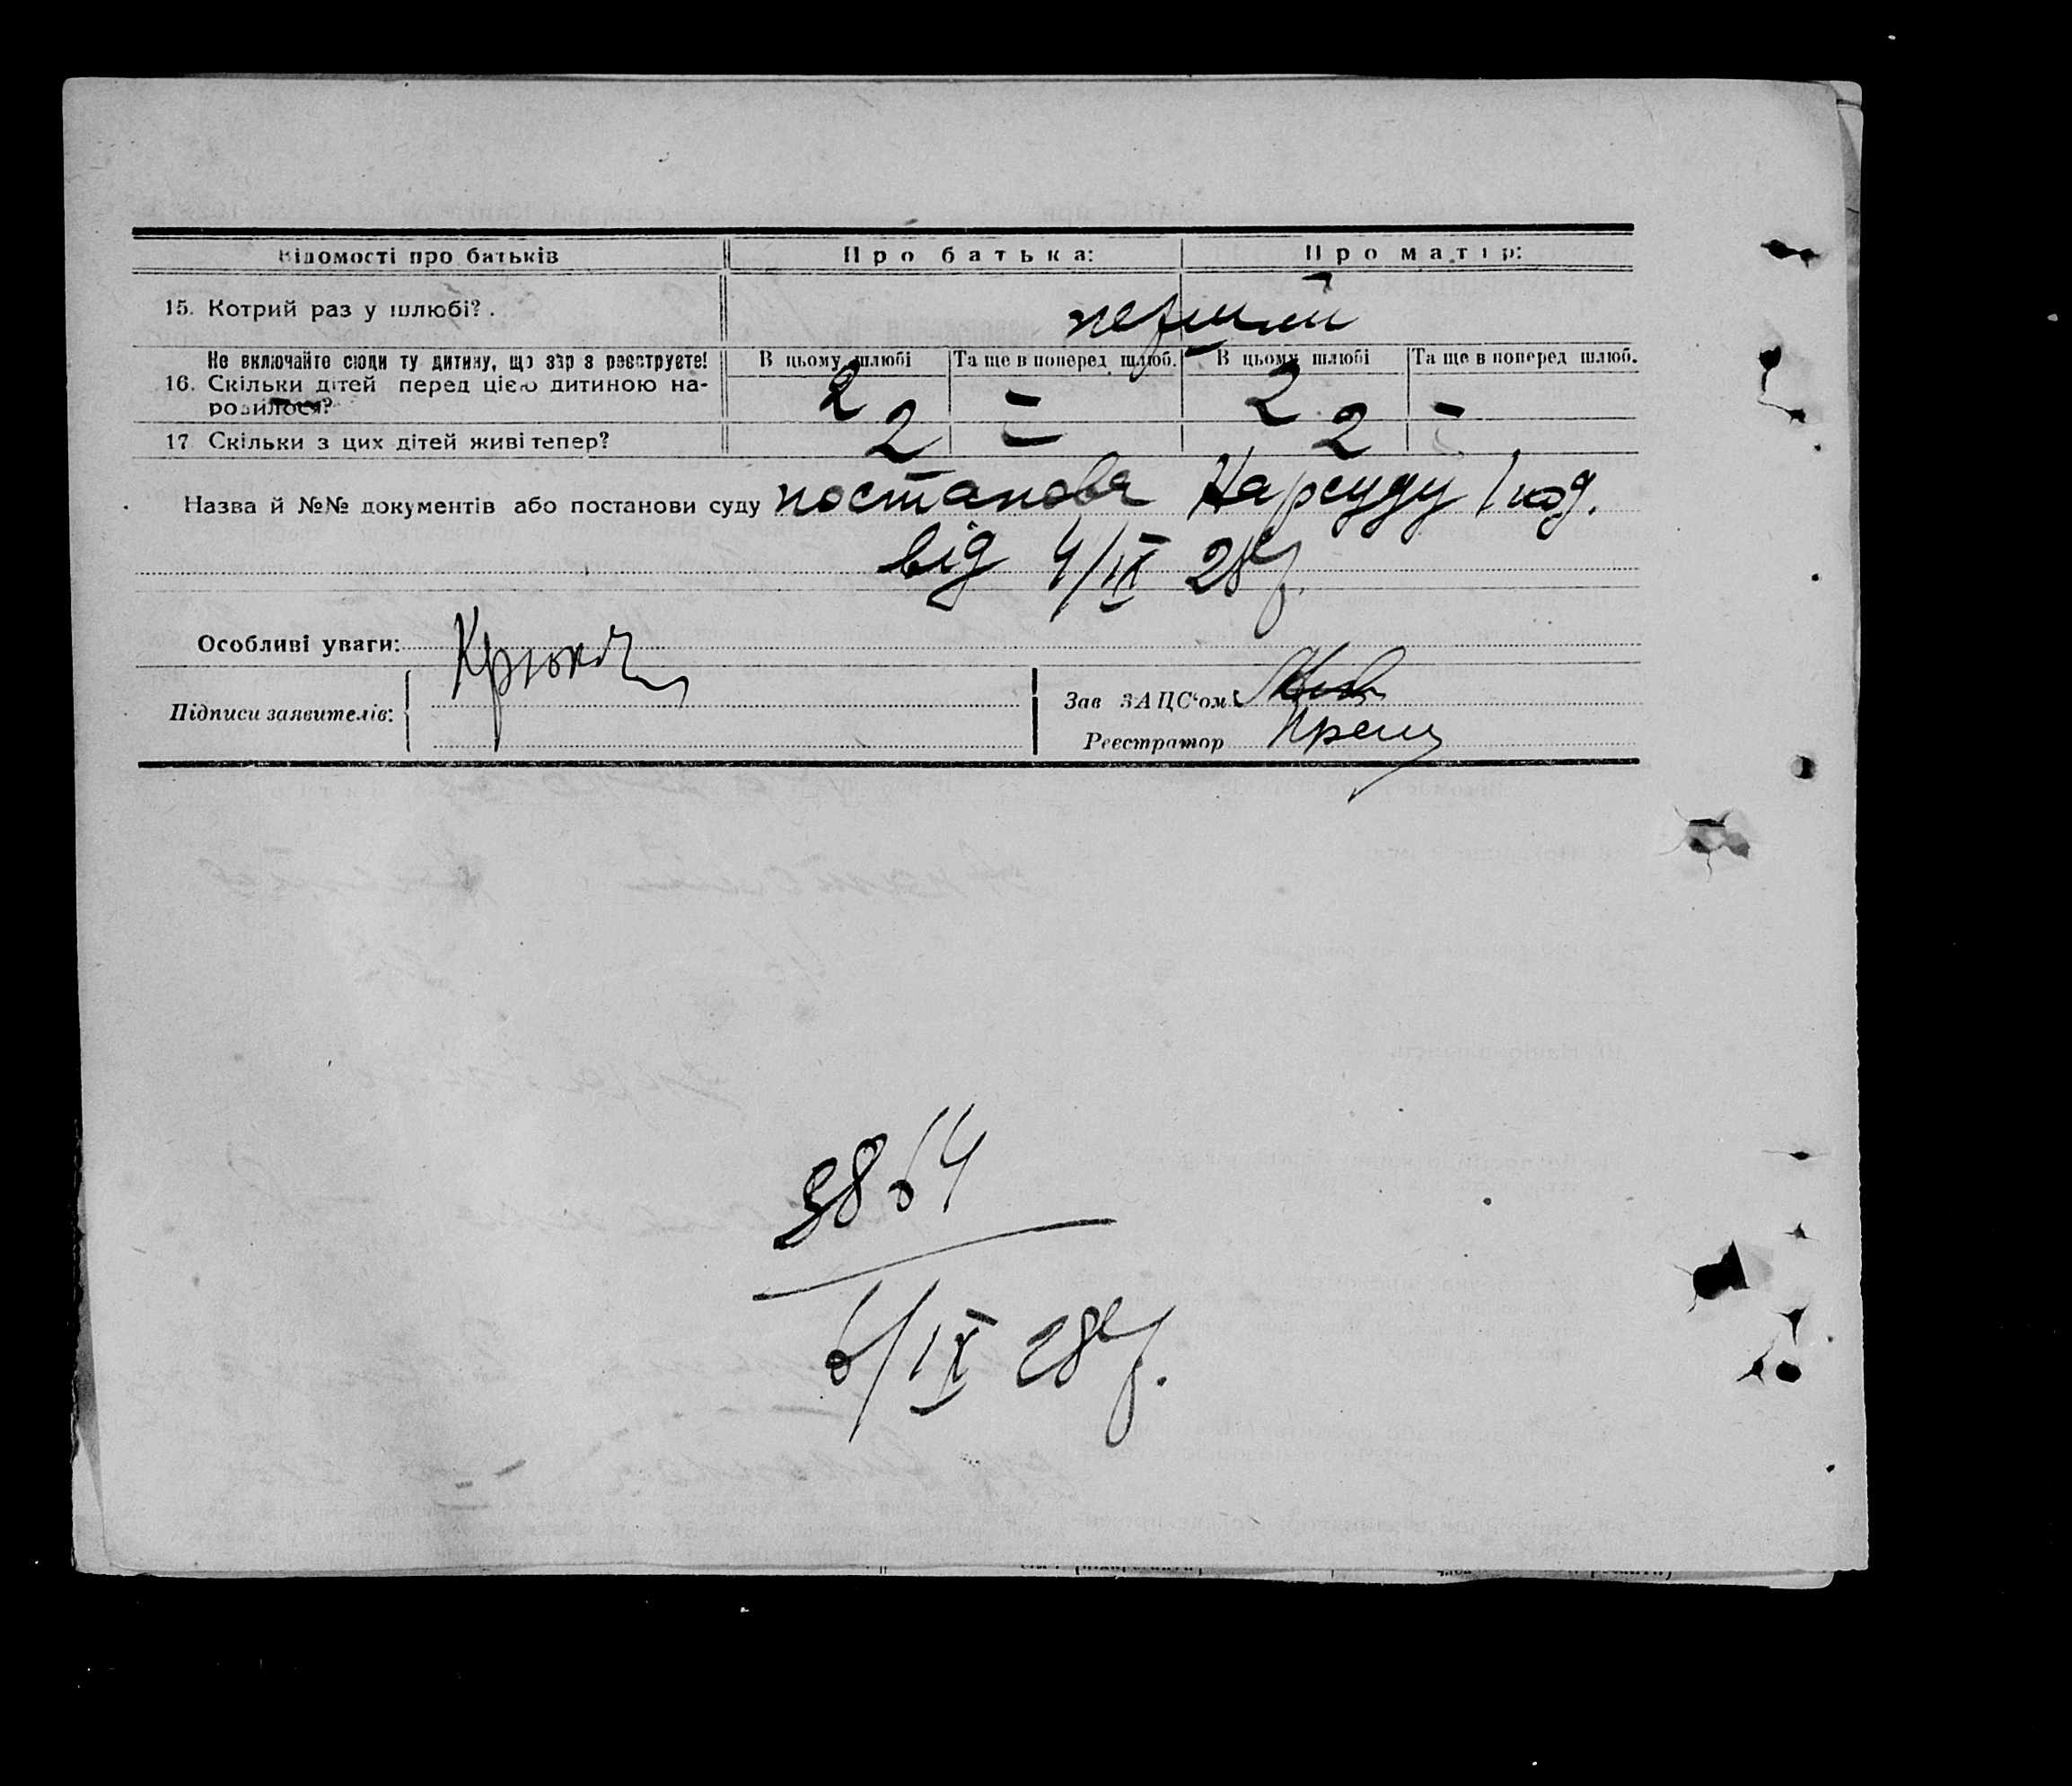 Відомості про батьків
Про батька:
Про матір:
15. Котрий раз у шлюбі?.
перший
Не включайте сюди ту дитину, що зар з реєструєте!
В цьому шлюбі
Та ще в поперед. шлюб.
В цьому шлюбі
Та ще в поперед шлюб.
16. Скільки дітей перед цією дитиною на-
родилося?
2
=
2
-
17 Скільки з цих дітей живі тепер?
2
2
Назва й №№ документів або постанови суду постанова Нарсуду 1
від 4/IX 28 р.
Особливі уваги:
Підписи заявителів:
Зав ЗАЦС‘ом
Реєстратор
9864
6/IX 28 р.